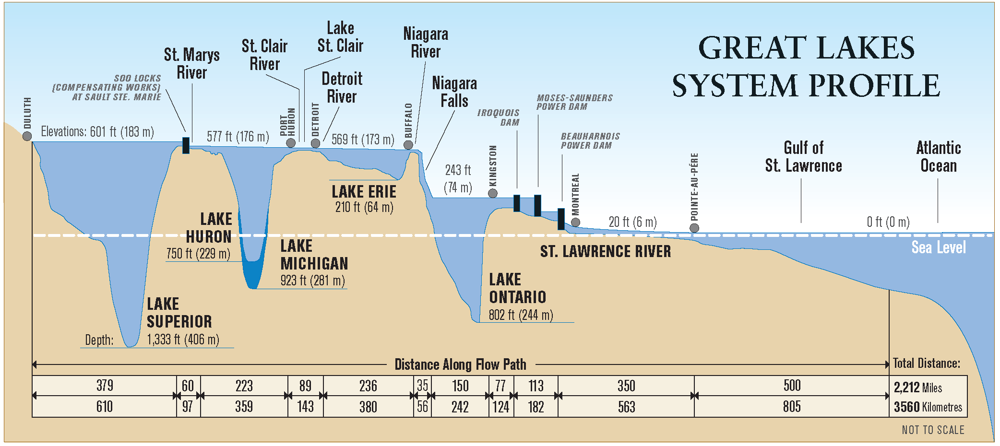 GREAT LAKES
SYSTEM PROFILE
Lake
St. Clair
Niagara
River
St. Clair
River
St. Marys
River
SOO LOCKS
(COMPENSATING WORKS)
AT SAULT STE. MARIE
Detroit
River
Niagara
Falls
MOSES-SAUNDERS
POWER DAM
IROQUOIS
DAM
BEAUHARNOIS
POWER DAM
DULUTH
Elevations: 601 ft (183 m)
577 ft (176 m)
PORT
HURON
DETROIT
569 ft (173 m)
BUFFALO
243 ft
(74 m)
KINGSTON
MONTREAL
20 ft (6 m)
POINTE-AU-PÉRE
Gulf of
St. Lawrence
0 ft (0 m)
Atlantic
Ocean
Sea Level
LAKE ERIE
210 ft (64 m)
LAKE
HURON
750 ft (229 m)
LAKE
MICHIGAN
923 ft (281 m)
ST. LAWRENCE RIVER
LAKE
ONTARIO
802 ft (244 m)
LAKE
SUPERIOR
Depth: 1,333 ft (406 m)
Distance Along Flow Path
Total Distance:
379 60 223 89 236 35 150 77 113 350 500 2,212 Miles
610 97 359 143 380 56 242 124 182 563 805 3560 Kilometres
NOT TO SCALE